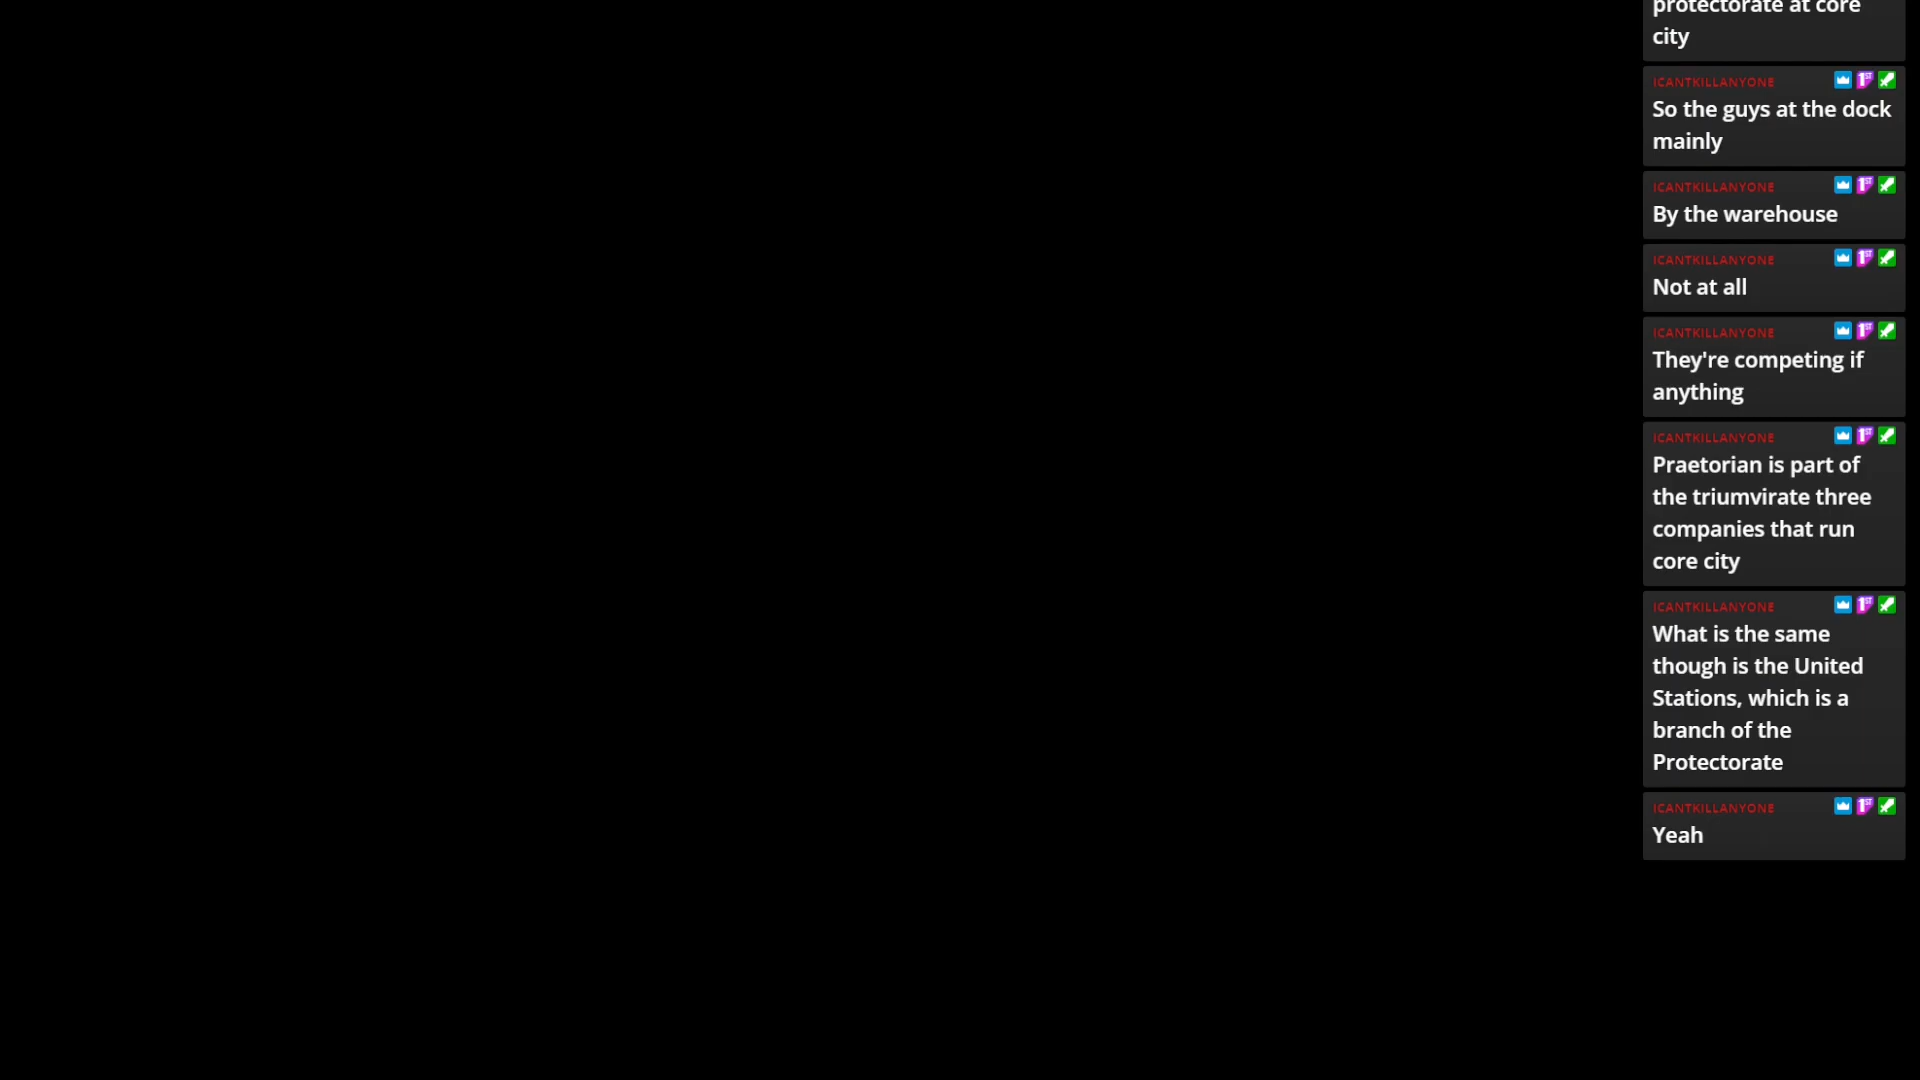 protectorate at core
city
ICANTKILLANYONE
So the guys at the dock
mainly
ICANTKILLANYONE
By the warehouse
ICANTKILLANYONE
Not at all
ICANTKILLANYONE
They're competing if
anything
ICANTKILLANYONE
Praetorian is part of
the triumvirate three
companies that run
core city
ICANTKILLANYONE
What is the same
though is the United
Stations, which is a
branch of the
Protectorate
ICANTKILLANYONE
Yeah